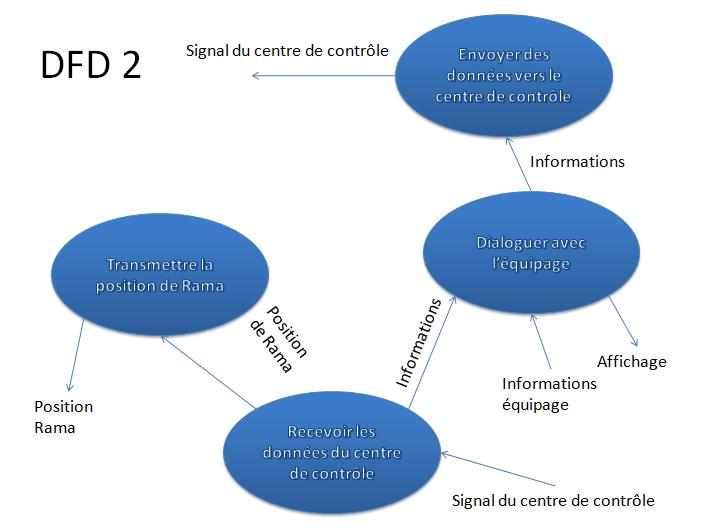 DFD 2
Signal du centre de contrôle
Envoyer des
données vers le
centre de contrôle
Informations
Dialoguer avec
l'équipage
Transmettre la
position de Rama
Position
de Rama
Informations
Affichage
Informations
équipage
Position
Rama
Recevoir les
données du centre
de contrôle
Signal du centre de contrôle